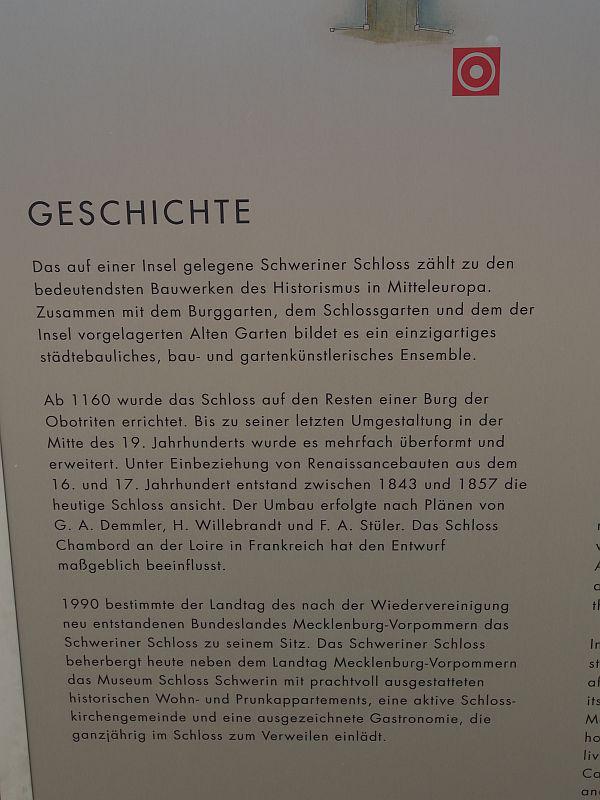 GESCHICHTE
Das auf einer Insel gelegene Schweriner Schloss zählt zu den
bedeutendsten Bauwerken des Historismus in Mitteleuropa.
Zusammen mit dem Burggarten, dem Schlossgarten und dem der
Insel vorgelagerten Alten Garten bildet es ein einzigartiges
städtebauliches, bau- und gartenkünstlerisches Ensemble.
Ab 1160 wurde das Schloss auf den Resten einer Burg der
Obotriten errichtet. Bis zu seiner letzten Umgestaltung in der
Mitte des 19. Jahrhunderts wurde es mehrfach überformt und
erweitert. Unter Einbeziehung von Renaissancebauten aus dem
16. und 17. Jahrhundert entstand zwischen 1843 und 1857 die
heutige Schloss ansicht. Der Umbau erfolgte nach Plänen von
G. A. Demmler, H. Willebrandt und F. A. Stüler. Das Schloss
Chambord an der Loire in Frankreich hat den Entwurf
maßgeblich beeinflusst.
1990 bestimmte der Landtag des nach der Wiedervereinigung
neu entstandenen Bundeslandes Mecklenburg-Vorpommern das
Schweriner Schloss zu seinem Sitz. Das Schweriner Schloss
beherbergt heute neben dem Landtag Mecklenburg-Vorpommern
das Museum Schloss Schwerin mit prachtvoll ausgestatteten
historischen Wohn- und Prunkappartements, eine aktive Schloss-
kirchengemeinde und eine ausgezeichnete Gastronomie, die
ganzjährig im Schloss zum Verweilen einlädt.